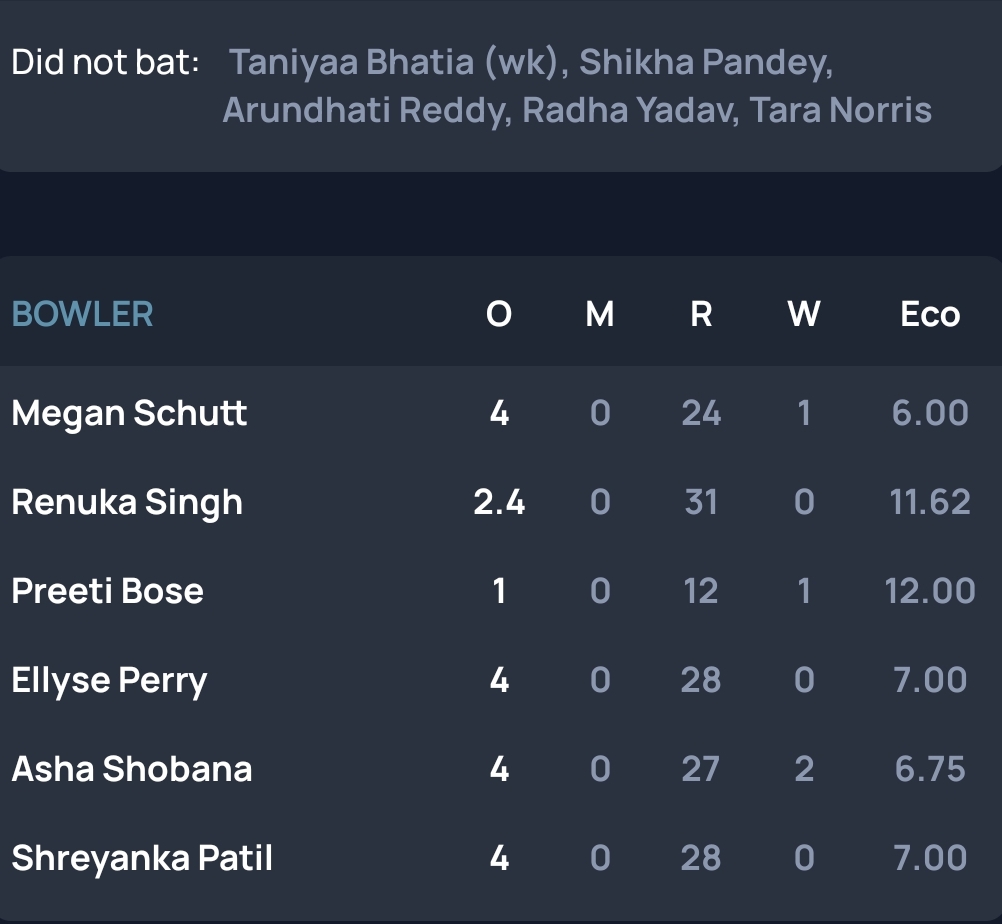 Did not bat: Taniyaa Bhatia (wk), Shikha Pandey,
Arundhati Reddy, Radha Yadav, Tara Norris
BOWLER O M R W Eco
Megan Schutt 4 0 24 1 6.00
Renuka Singh 2.4 0 31 0 11.62
Preeti Bose 1 0 12 1 12.00
Ellyse Perry 4 0 28 0 7.00
Asha Shobana 4 0 27 2 6.75
Shreyanka Patil 4 0 28 0 7.00